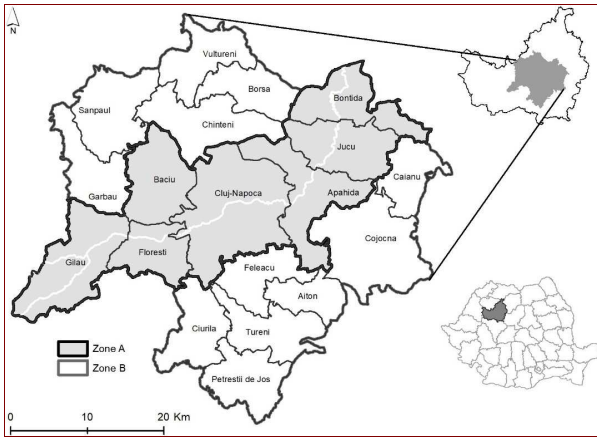 N
Vultureni
Borsa
Bontida
Sanpaul
Chinteni
Jucu
Baciu
Cluj-Napoca
Caianu
Garbau
Apahida
Cojocna
Floresti
Gilau
Feleacu
Aiton
Ciurila
Tureni
Zone A
Zone B
Petrestii de Jos
0 10 20 Km